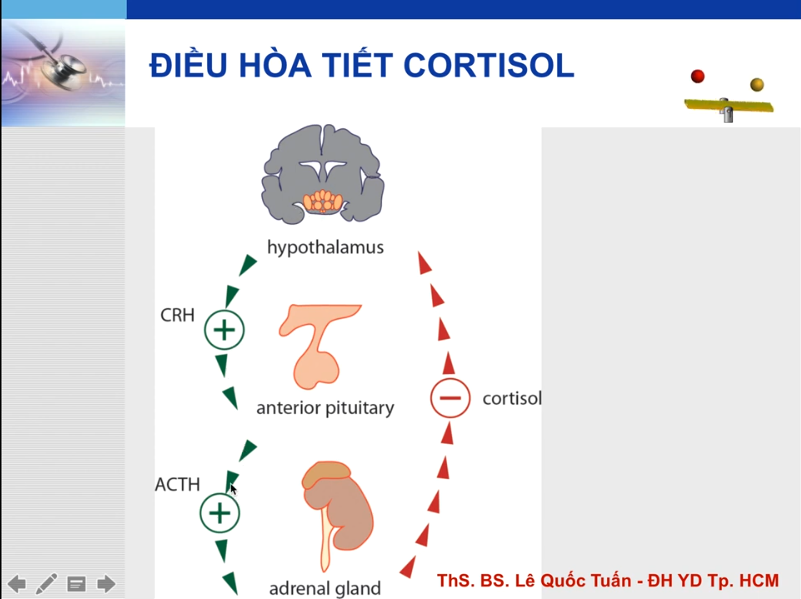 ĐIỀU HÒA TIẾT CORTISOL
hypothalamus
CRH
anterior pituitary
cortisol
ACTH
adrenal gland
ThS. BS. Lê Quốc Tuấn - ĐH YD Tp. HCM